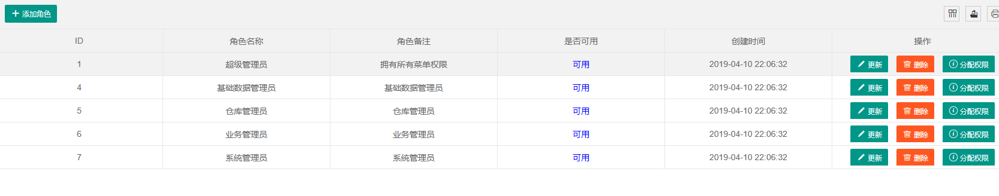 添加角色
ID 角色名称 角色备注 是否可用 创建时间 操作
1 超级管理员 拥有所有菜单权限 可用 2019-04-10 22:06:32 更新 删除 分配权限
4 基础数据管理员 基础数据管理员 可用 2019-04-10 22:06:32 更新 删除 分配权限
5 仓库管理员 仓库管理员 可用 2019-04-10 22:06:32 更新 删除 分配权限
6 业务管理员 业务管理员 可用 2019-04-10 22:06:32 更新 删除 分配权限
7 系统管理员 系统管理员 可用 2019-04-10 22:06:32 更新 删除 分配权限